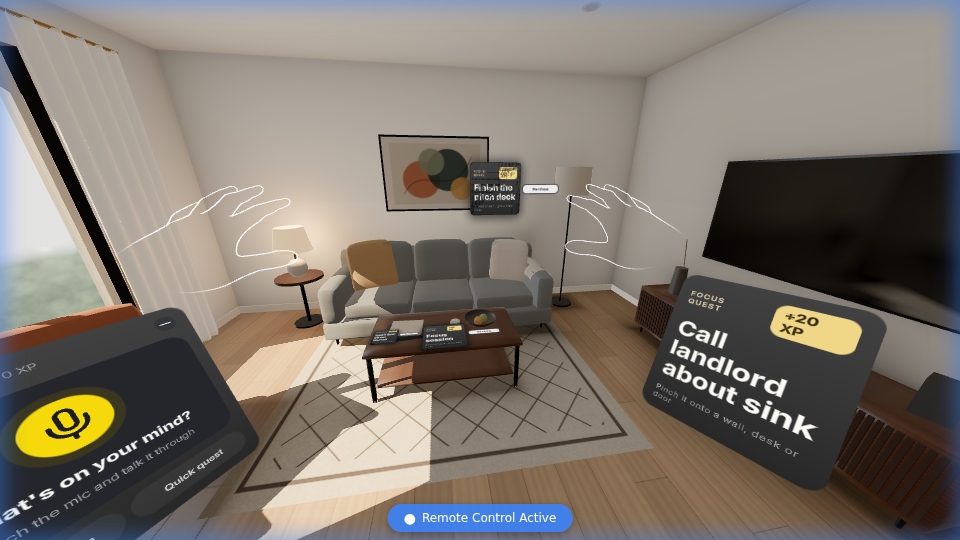 FOCUS
QUEST
+20
XP
Call
landlord
about sink
Pinch it onto a wall, desk or
door
Finish the
pitch deck
Focus
session
0 XP
at's on your mind?
ch the mic and talk it through
Quick quest
Remote Control Active